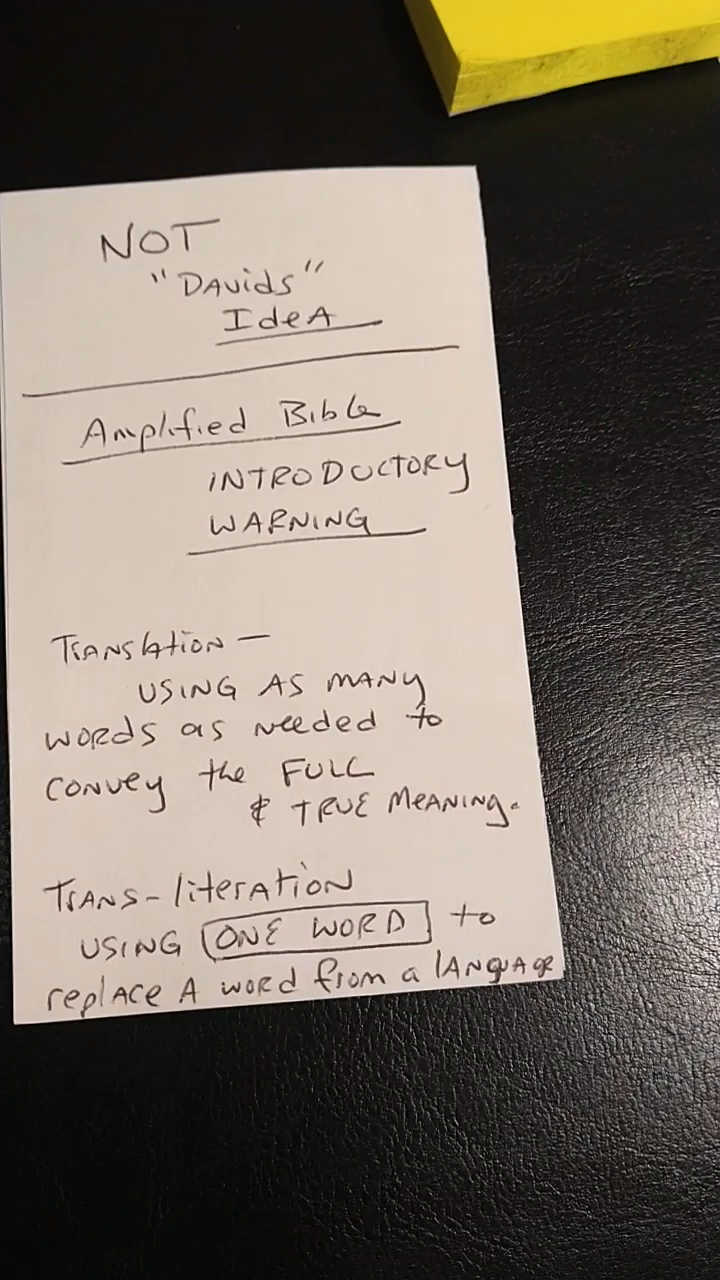 NOT
"DAvids"
IdeA
Amplified Bible
INTRODUCTORY
WARNING
TRANSlAtion -
USING AS MANY
WORDS as needed to
CONVEY the FULL
& TRUE MEANING.
TRANS-literATION
USING ONE WORD to
replACE A WORD from a lANGUAGE